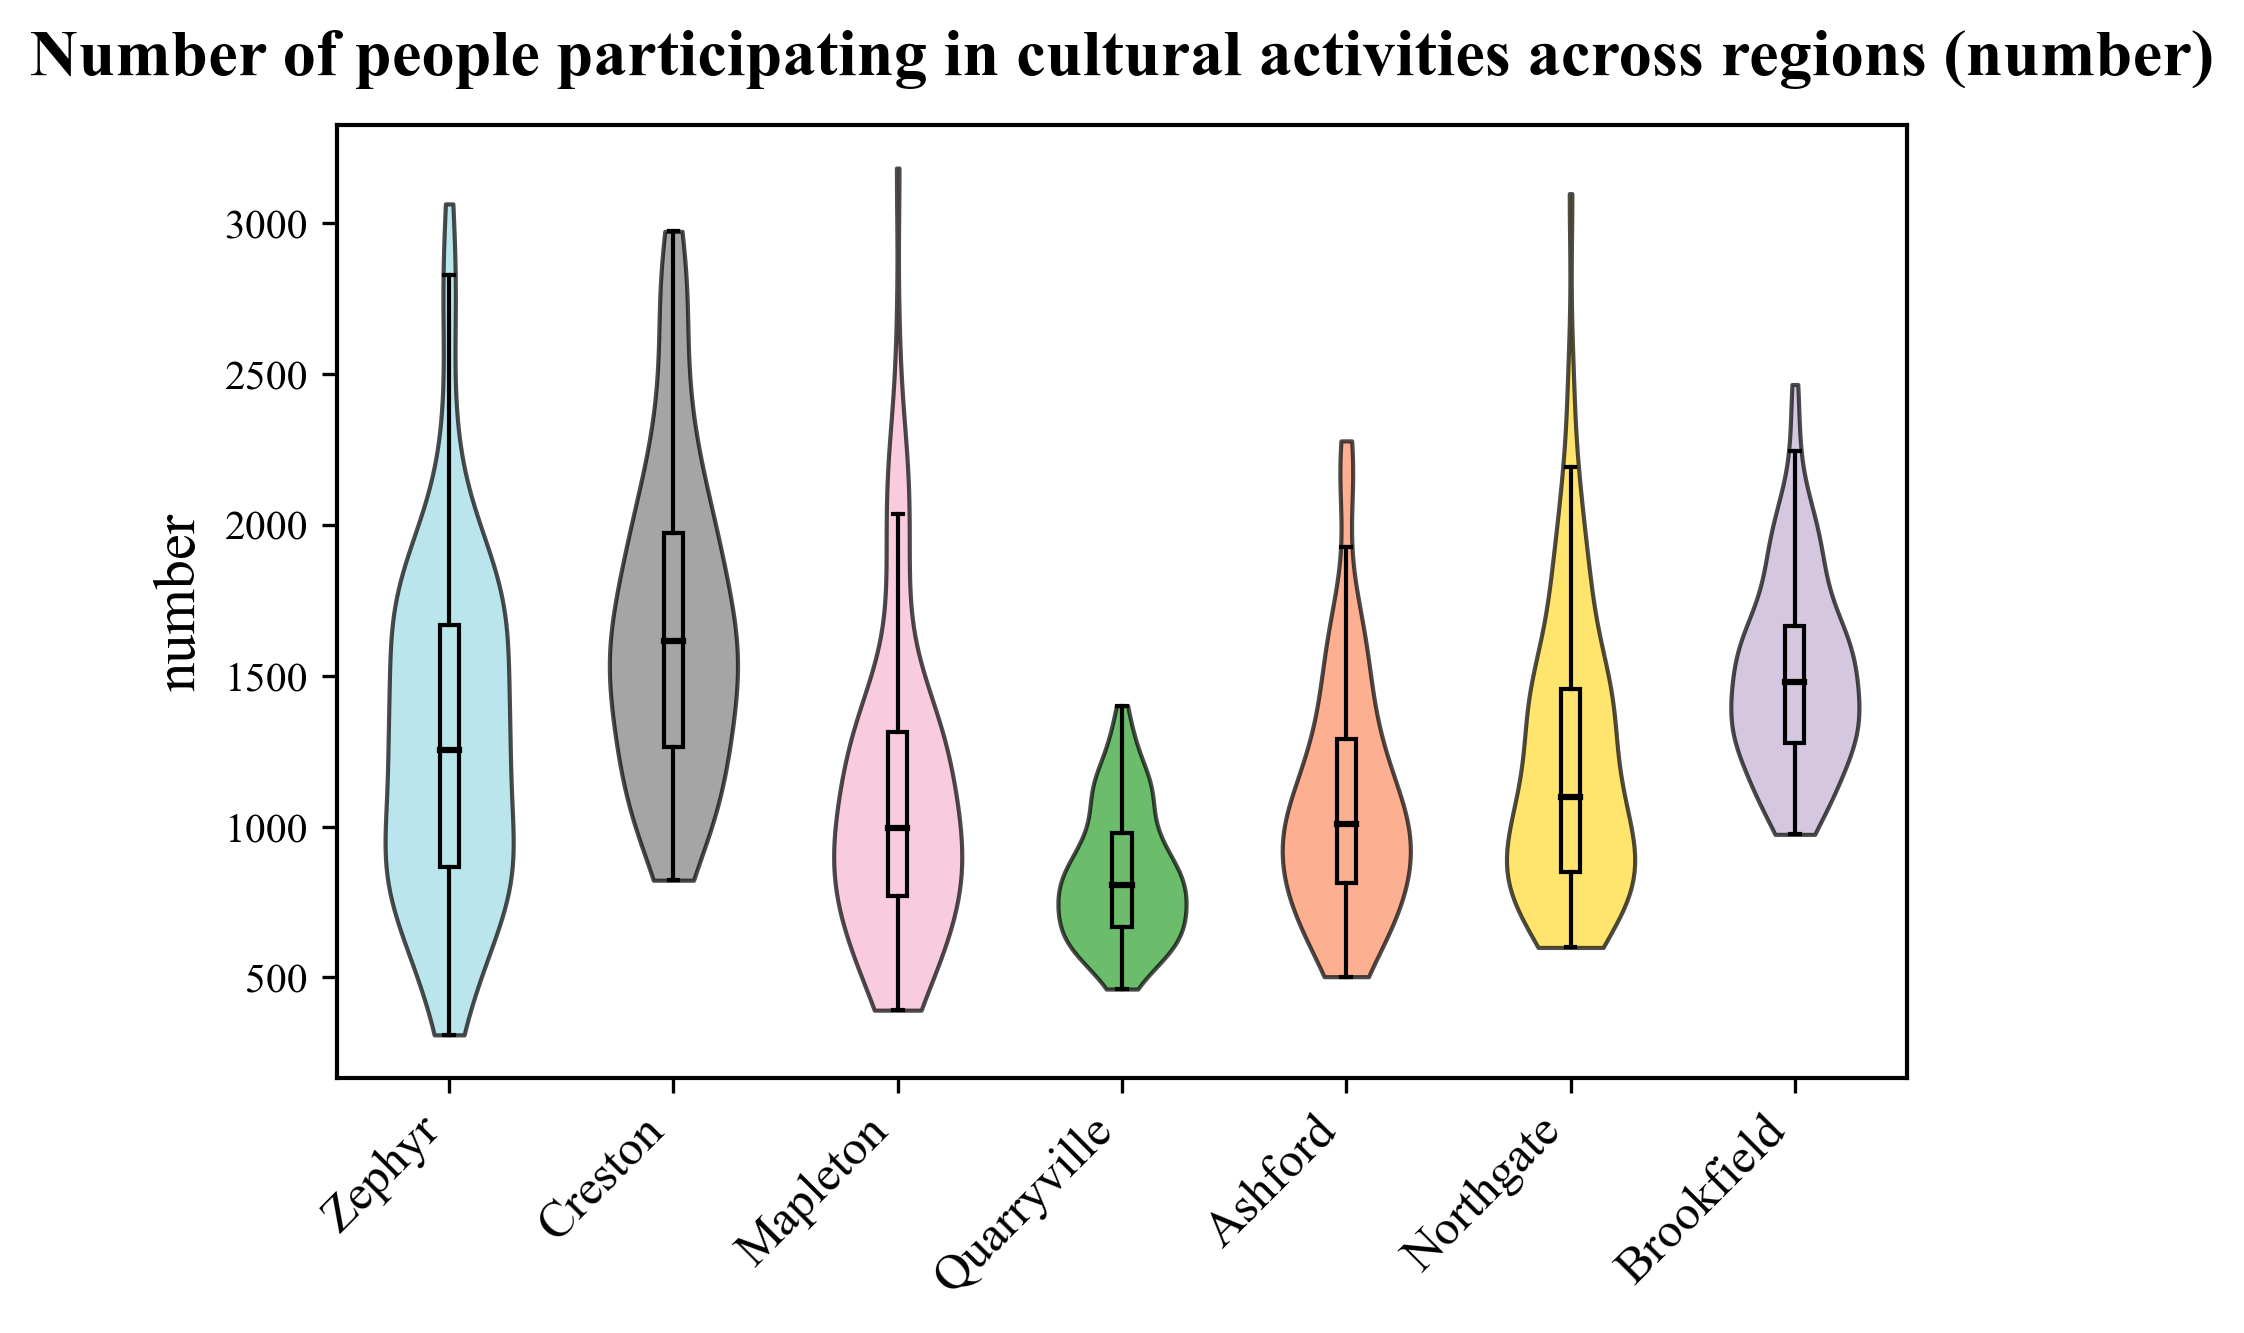 Number of people participating in cultural activities across regions (number)
number
3000
2500
2000
1500
1000
500
Zephyr
Creston
Mapleton
Quarryville
Ashford
Northgate
Brookfield